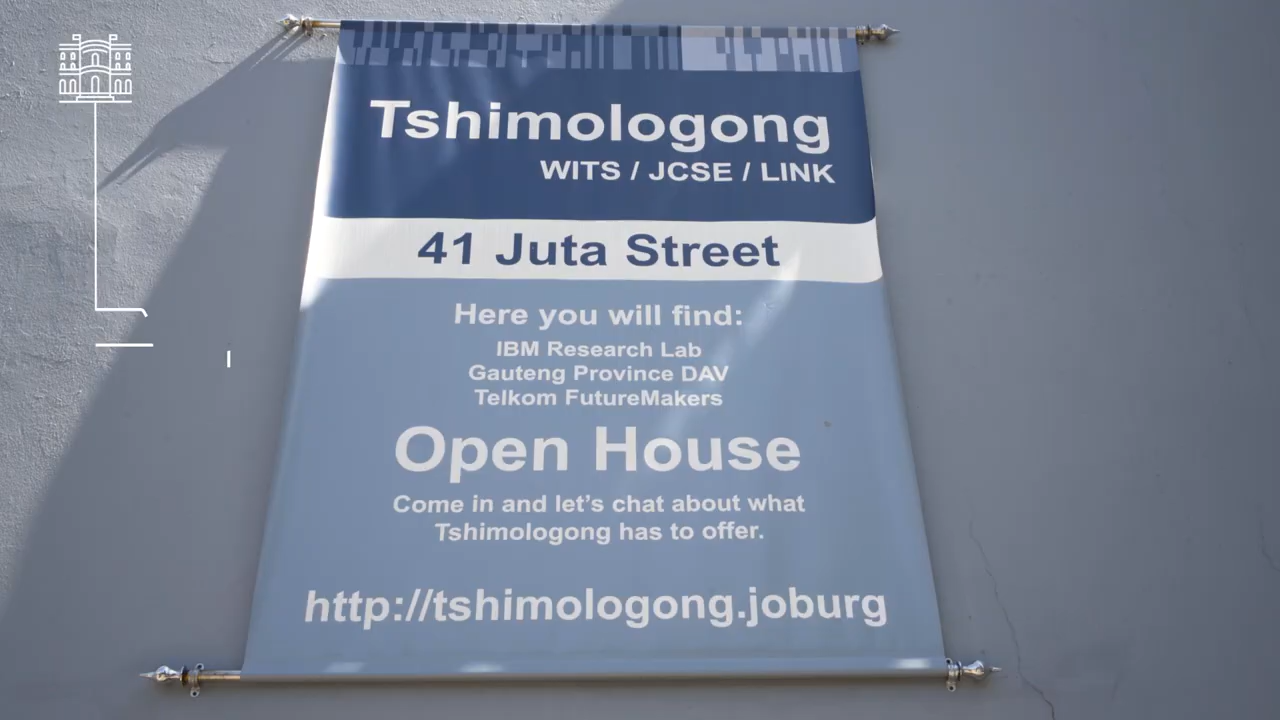 Tshimologong
WITS / JCSE / LINK
41 Juta Street
Here you will find:
IBM Research Lab
Gauteng Province DAV
Telkom FutureMakers
Open House
Come in and let’s chat about what
Tshimologong has to offer.
http://tshimologong.joburg